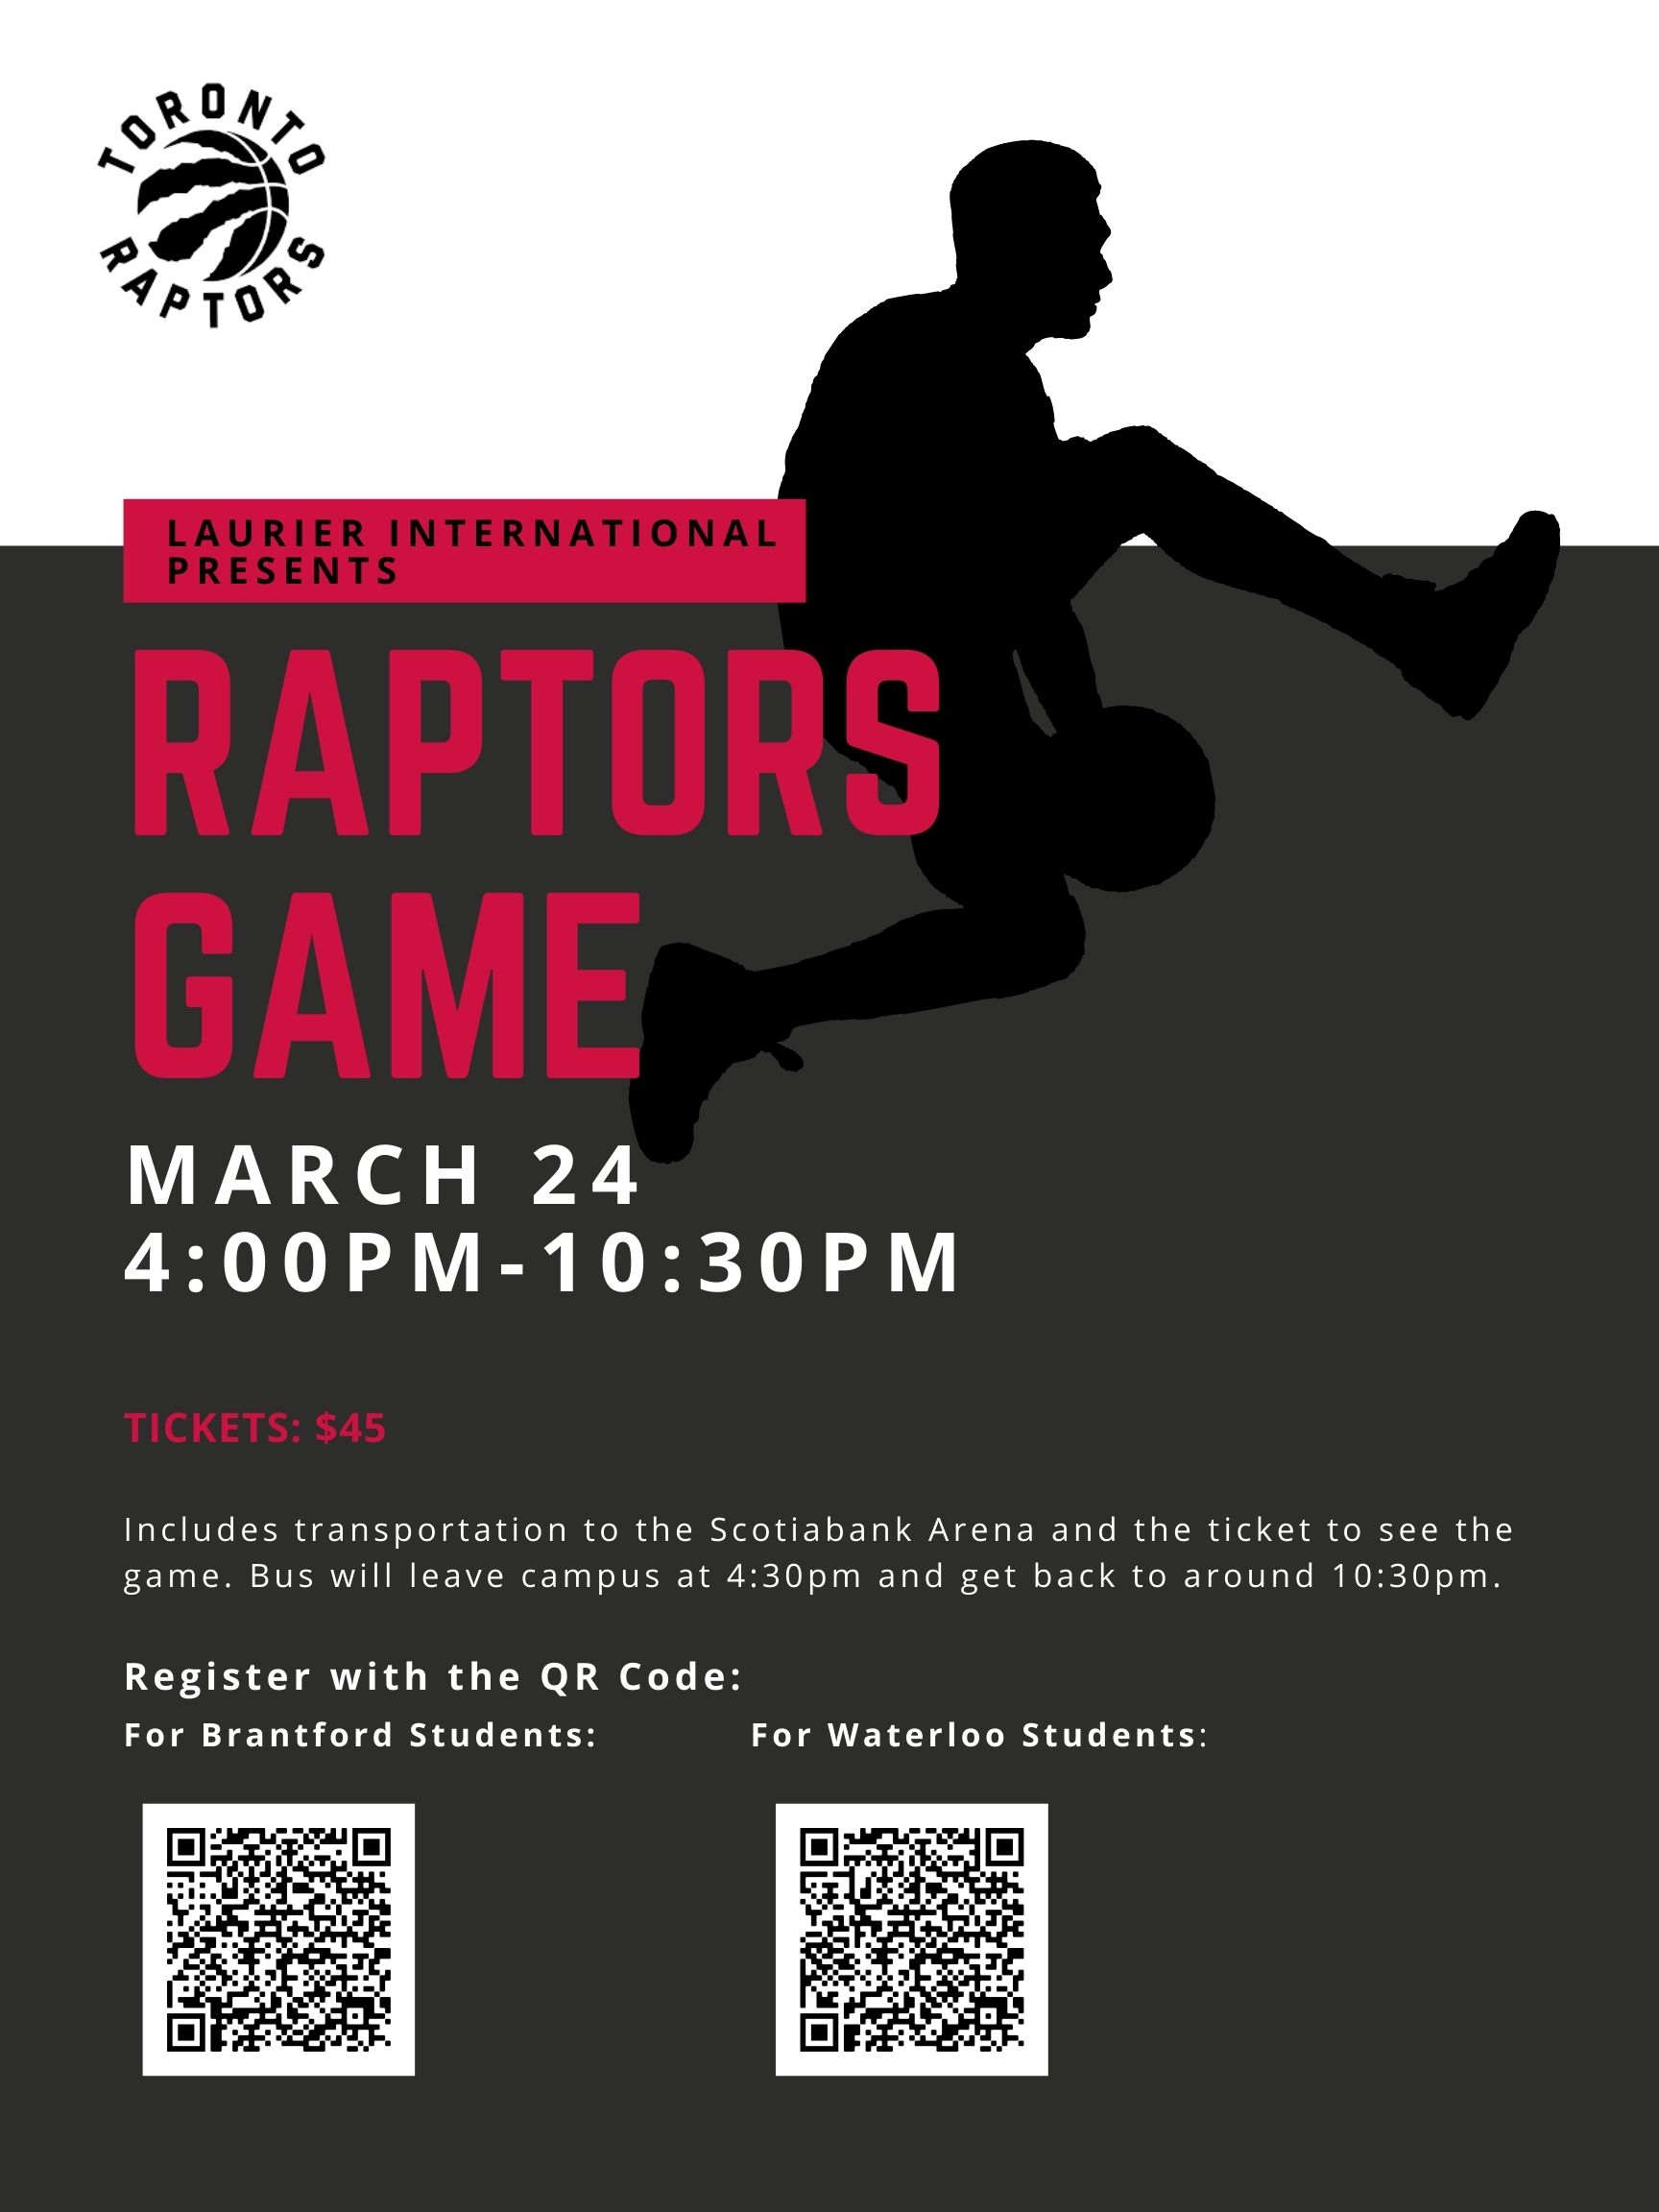 TORONTO
RAPTORS
LAURIER INTERNATIONAL
PRESENTS
RAPTORS
GAME
MARCH 24
4:00PM-10:30PM
TICKETS: $45
Includes transportation to the Scotiabank Arena and the ticket to see the
game. Bus will leave campus at 4:30pm and get back to around 10:30pm.
Register with the QR Code:
For Brantford Students:
For Waterloo Students: